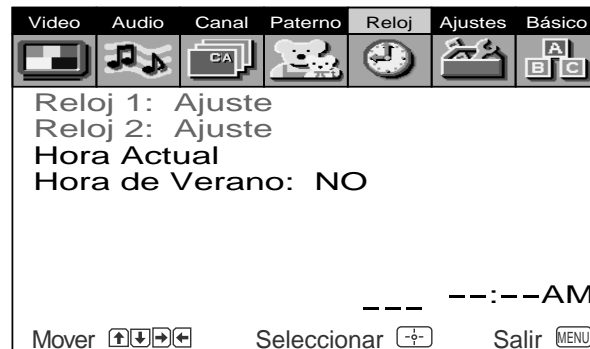 Video Audio Canal Paterno Reloj Ajustes Básico
CA A B C
Reloj 1: Ajuste
Reloj 2: Ajuste
Hora Actual
Hora de Verano: NO
___ --:--AM
Mover Seleccionar Salir MENU